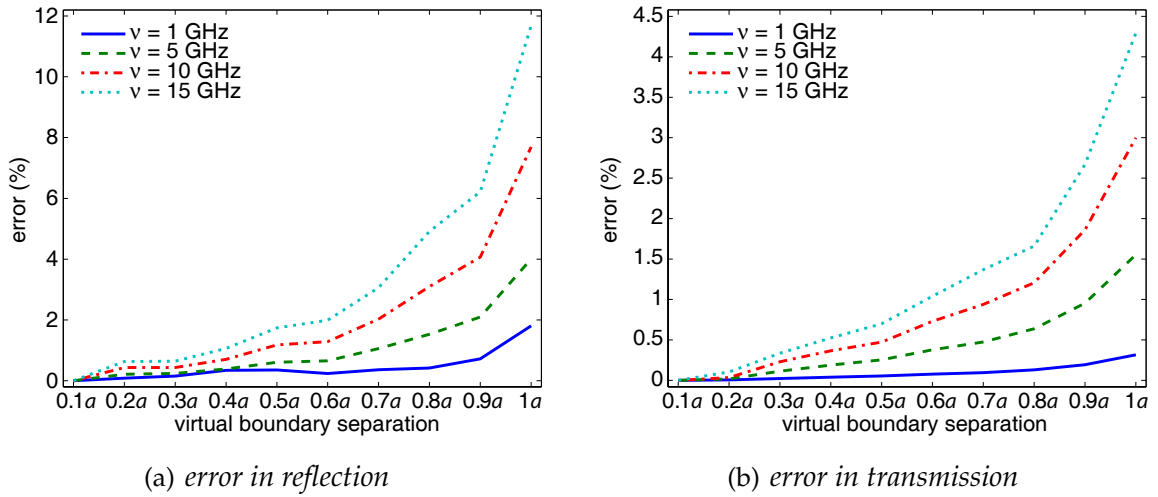 12
10
8
6
4
2
0
error (%)
ν = 1 GHz
ν = 5 GHz
ν = 10 GHz
ν = 15 GHz
0.1a 0.2a 0.3a 0.4a 0.5a 0.6a 0.7a 0.8a 0.9a 1a
virtual boundary separation
(a) error in reflection
4.5
4
3.5
3
2.5
2
1.5
1
0.5
0
error (%)
ν = 1 GHz
ν = 5 GHz
ν = 10 GHz
ν = 15 GHz
0.1a 0.2a 0.3a 0.4a 0.5a 0.6a 0.7a 0.8a 0.9a 1a
virtual boundary separation
(b) error in transmission